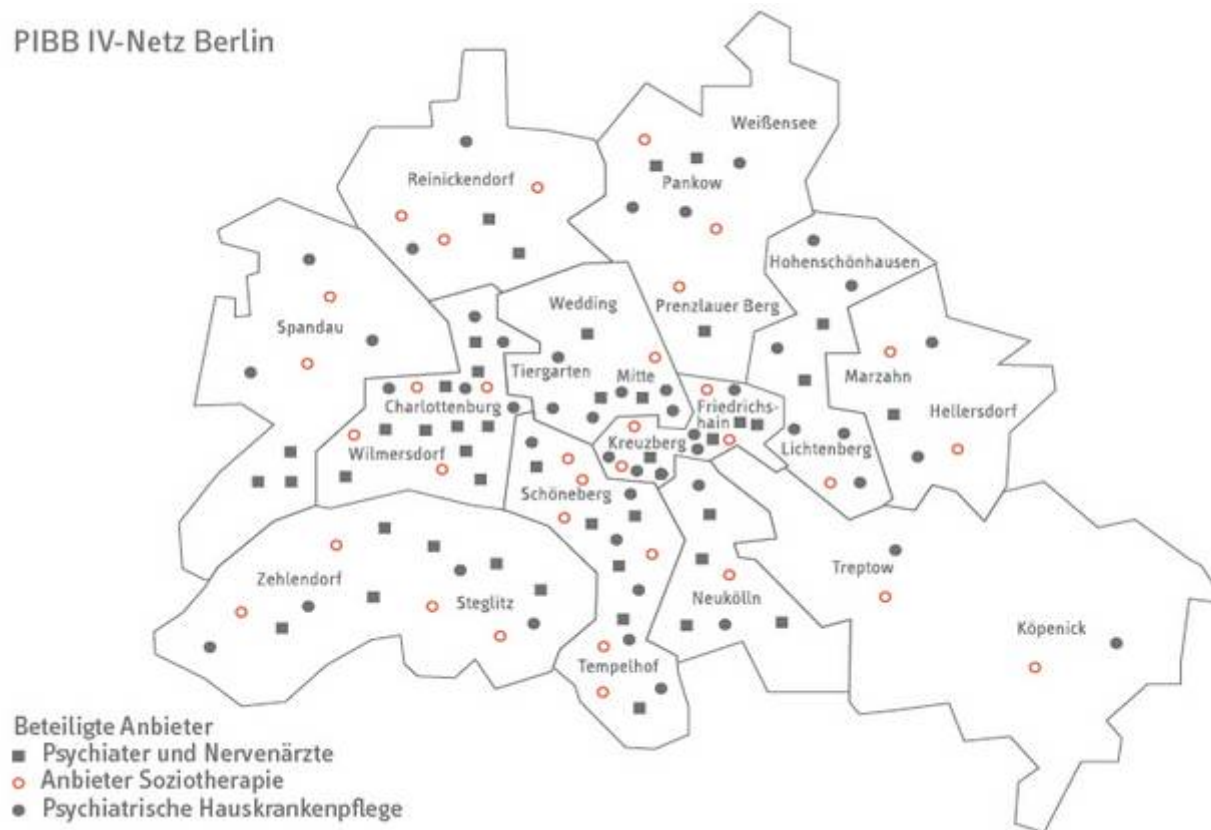 PIBB IV-Netz Berlin
Weißensee
Reinickendorf
Pankow
Hohenschönhausen
Wedding
Prenzlauer Berg
Spandau
Tiergarten
Mitte
Marzahn
Charlottenburg
Friedrichs-
hain
Hellersdorf
Kreuzberg
Lichtenberg
Wilmersdorf
Schöneberg
Treptow
Zehlendorf
Steglitz
Neukölln
Köpenick
Tempelhof
Beteiligte Anbieter
Psychiater und Nervenärzte
Anbieter Soziotherapie
Psychiatrische Hauskrankenpflege